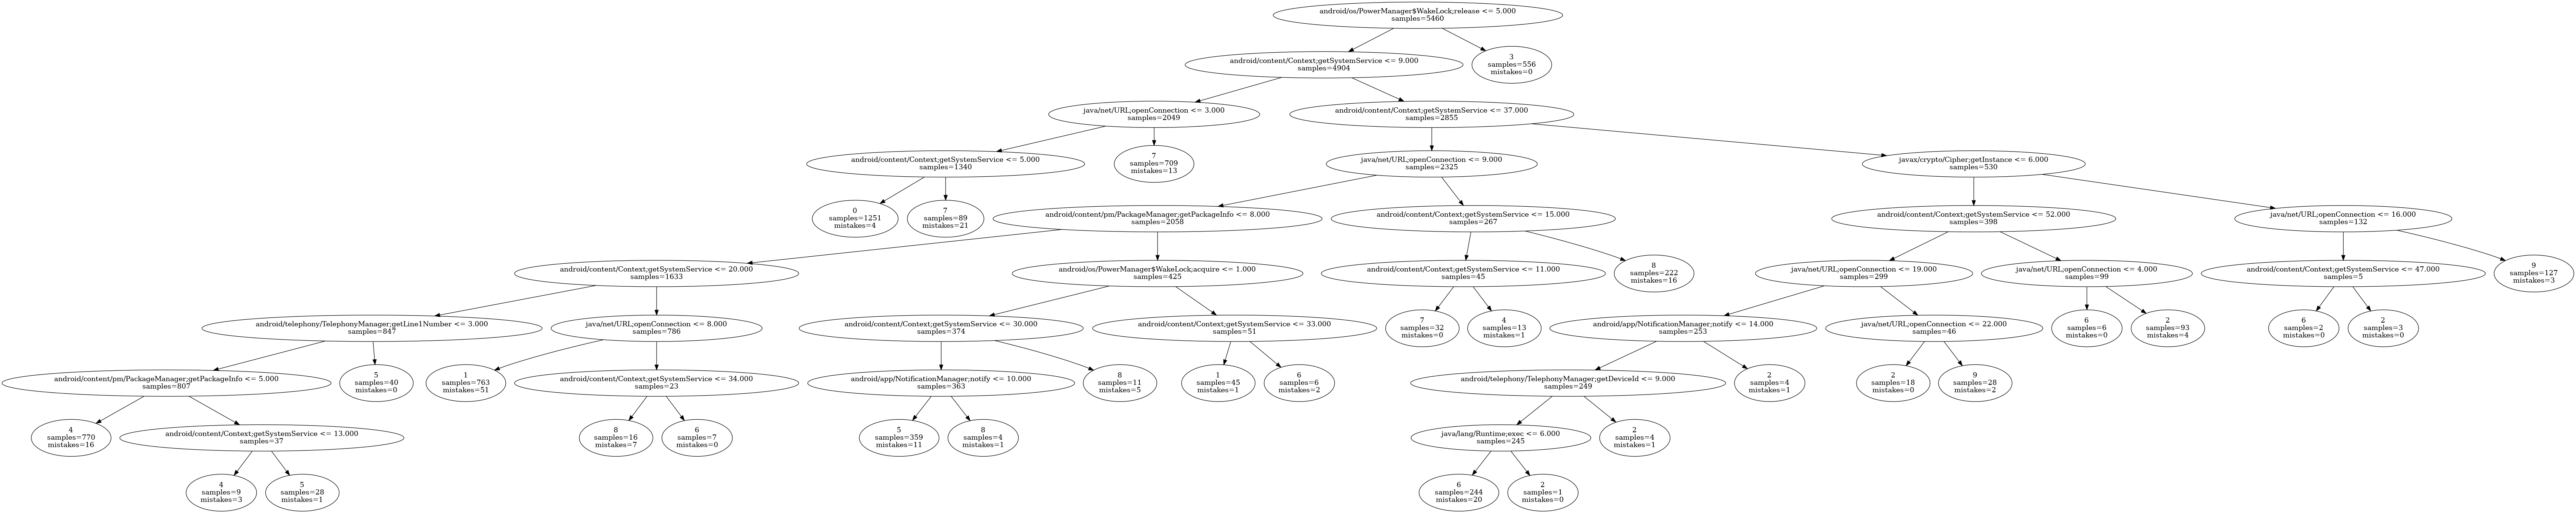 android/os/PowerManager$WakeLock;release <= 5.000
samples=5460
android/content/Context;getSystemService <= 9.000
samples=4904
3
samples=556
mistakes=0
java/net/URL;openConnection <= 3.000
samples=2049
android/content/Context;getSystemService <= 37.000
samples=2855
android/content/Context;getSystemService <= 5.000
samples=1340
7
samples=709
mistakes=13
java/net/URL;openConnection <= 9.000
samples=2325
javax/crypto/Cipher;getInstance <= 6.000
samples=530
0
samples=1251
mistakes=4
7
samples=89
mistakes=21
android/content/pm/PackageManager;getPackageInfo <= 8.000
samples=2058
android/content/Context;getSystemService <= 15.000
samples=267
android/content/Context;getSystemService <= 52.000
samples=398
java/net/URL;openConnection <= 16.000
samples=132
android/content/Context;getSystemService <= 20.000
samples=1633
android/os/PowerManager$WakeLock;acquire <= 1.000
samples=425
android/content/Context;getSystemService <= 11.000
samples=45
8
samples=222
mistakes=16
java/net/URL;openConnection <= 19.000
samples=299
java/net/URL;openConnection <= 4.000
samples=99
android/content/Context;getSystemService <= 47.000
samples=5
9
samples=127
mistakes=3
android/telephony/TelephonyManager;getLine1Number <= 3.000
samples=847
java/net/URL;openConnection <= 8.000
samples=786
android/content/Context;getSystemService <= 30.000
samples=374
android/content/Context;getSystemService <= 33.000
samples=51
7
samples=32
mistakes=0
4
samples=13
mistakes=1
android/app/NotificationManager;notify <= 14.000
samples=253
java/net/URL;openConnection <= 22.000
samples=46
6
samples=6
mistakes=0
2
samples=93
mistakes=4
6
samples=2
mistakes=0
2
samples=3
mistakes=0
android/content/pm/PackageManager;getPackageInfo <= 5.000
samples=807
5
samples=40
mistakes=0
1
samples=763
mistakes=51
android/content/Context;getSystemService <= 34.000
samples=23
android/app/NotificationManager;notify <= 10.000
samples=363
8
samples=11
mistakes=5
1
samples=45
mistakes=1
6
samples=6
mistakes=2
android/telephony/TelephonyManager;getDeviceId <= 9.000
samples=249
2
samples=4
mistakes=1
2
samples=18
mistakes=0
9
samples=28
mistakes=2
4
samples=770
mistakes=16
android/content/Context;getSystemService <= 13.000
samples=37
8
samples=16
mistakes=7
6
samples=7
mistakes=0
5
samples=359
mistakes=11
8
samples=4
mistakes=1
java/lang/Runtime;exec <= 6.000
samples=245
2
samples=4
mistakes=1
4
samples=9
mistakes=3
5
samples=28
mistakes=1
6
samples=244
mistakes=20
2
samples=1
mistakes=0